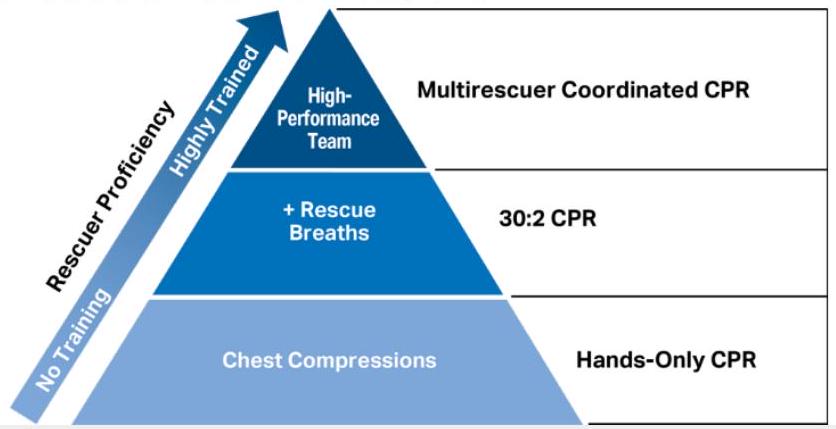 Rescuer Proficiency
Highly Trained
No Training
High-
Performance
Team
Multirescuer Coordinated CPR
+ Rescue
Breaths
30:2 CPR
Chest Compressions
Hands-Only CPR